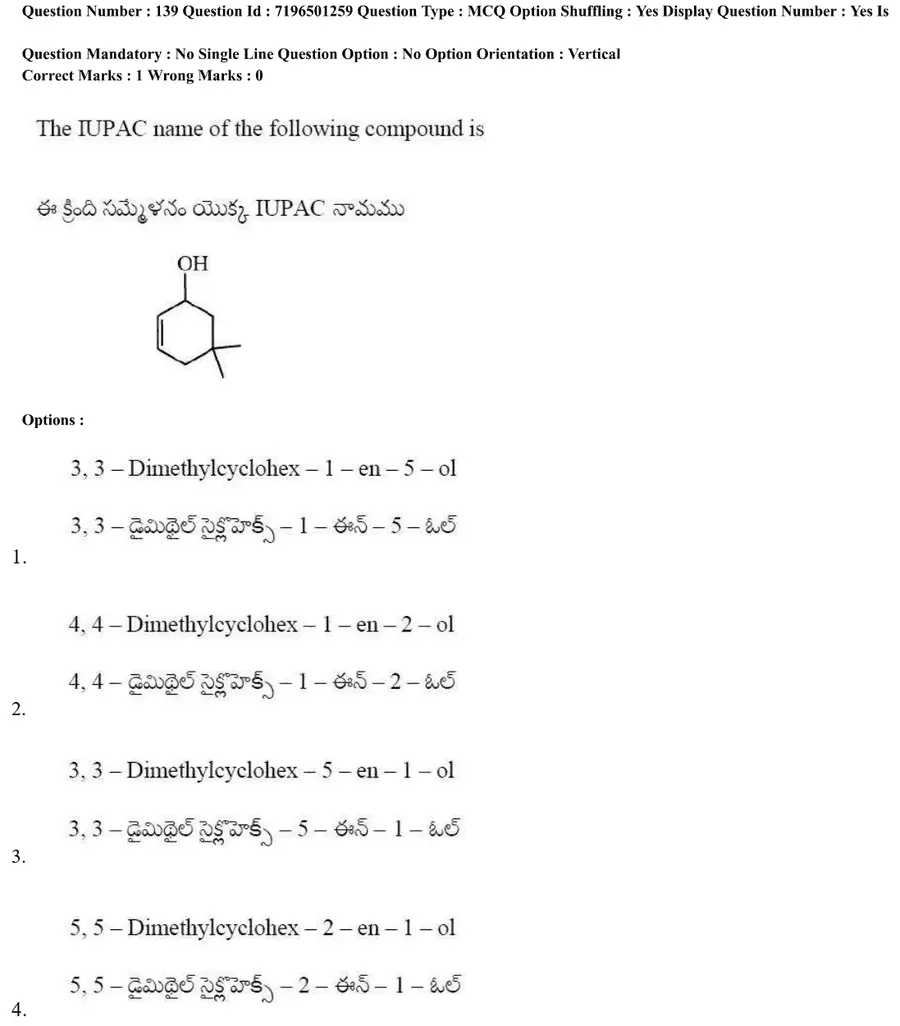 Question Number : 139 Question Id : 7196501259 Question Type : MCQ Option Shuffling : Yes Display Question Number : Yes Is
Question Mandatory : No Single Line Question Option : No Option Orientation : Vertical
Correct Marks : 1 Wrong Marks : 0
The IUPAC name of the following compound is
ఈ క్రింది సమ్మేళనం యొక్క IUPAC నామము
OH
Options :
3, 3 – Dimethylcyclohex – 1 – en – 5 – ol
3, 3 – డైమిథైల్ సైక్లోహెక్స్ – 1 – ఈన్ – 5 – ఓల్
1.
4, 4 – Dimethylcyclohex – 1 – en – 2 – ol
4, 4 – డైమిథైల్ సైక్లోహెక్స్ – 1 – ఈన్ – 2 – ఓల్
2.
3, 3 – Dimethylcyclohex – 5 – en – 1 – ol
3, 3 – డైమిథైల్ సైక్లోహెక్స్ – 5 – ఈన్ – 1 – ఓల్
3.
5, 5 – Dimethylcyclohex – 2 – en – 1 – ol
5, 5 – డైమిథైల్ సైక్లోహెక్స్ – 2 – ఈన్ – 1 – ఓల్
4.